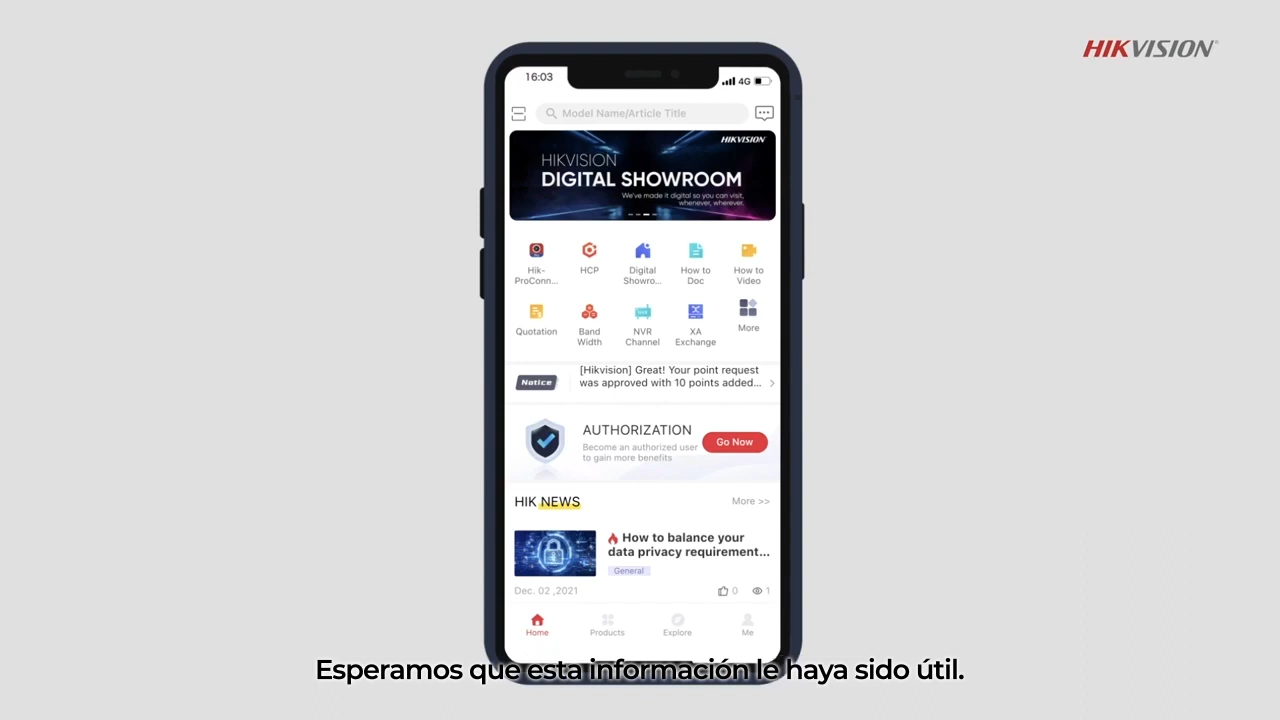 HIKVISION
16:03
4G
Model Name/Article Title
HIKVISION
HIKVISION
DIGITAL SHOWROOM
We've made it digital so you can visit,
whenever, wherever.
Hik-
ProConn...
HCP
Digital
Showro...
How to
Doc
How to
Video
Quotation
Band
Width
NVR
Channel
XA
Exchange
More
Notice
[Hikvision] Great! Your point request
was approved with 10 points added...
AUTHORIZATION
Become an authorized user
to gain more benefits
Go Now
HIK NEWS
More >>
How to balance your
data privacy requirement...
General
Dec. 02 ,2021
0
1
Home
Products
Explore
Me
Esperamos que esta información le haya sido útil.